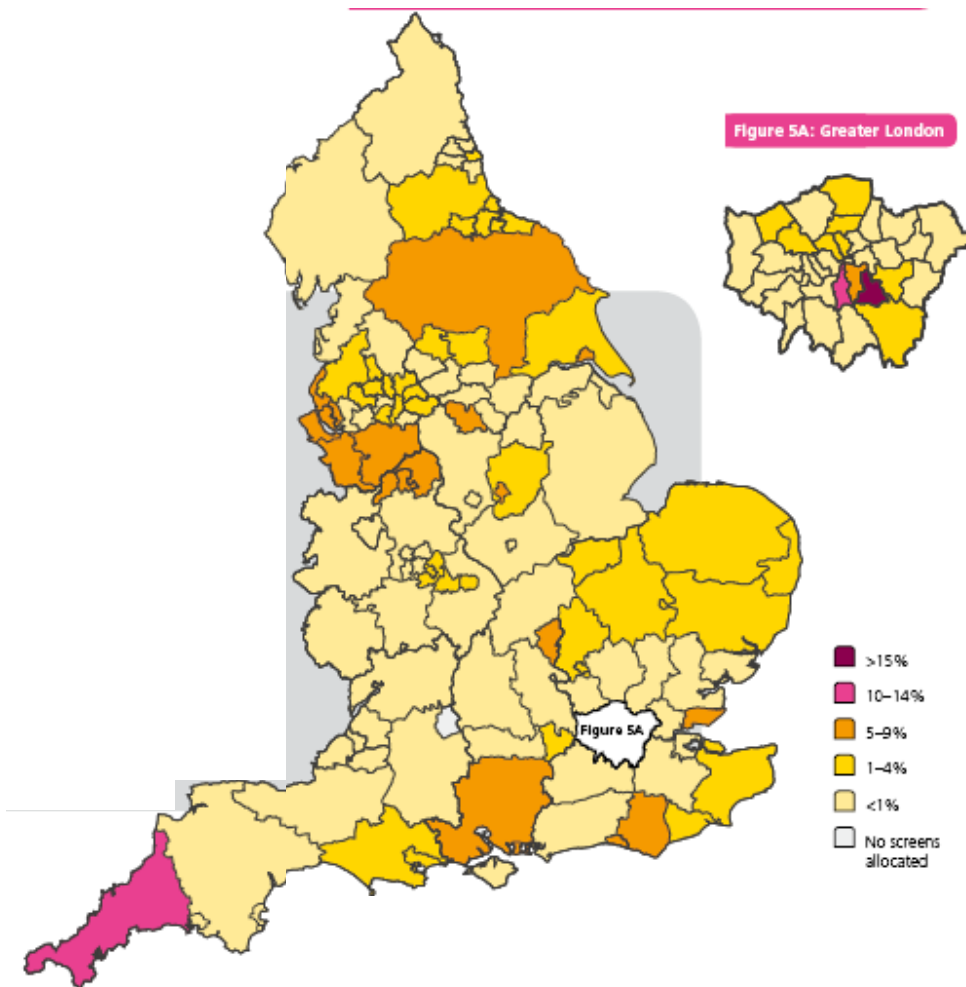 Figure 5A: Greater London
>15%
10–14%
5–9%
1–4%
<1%
No screens
allocated
Figure 5A